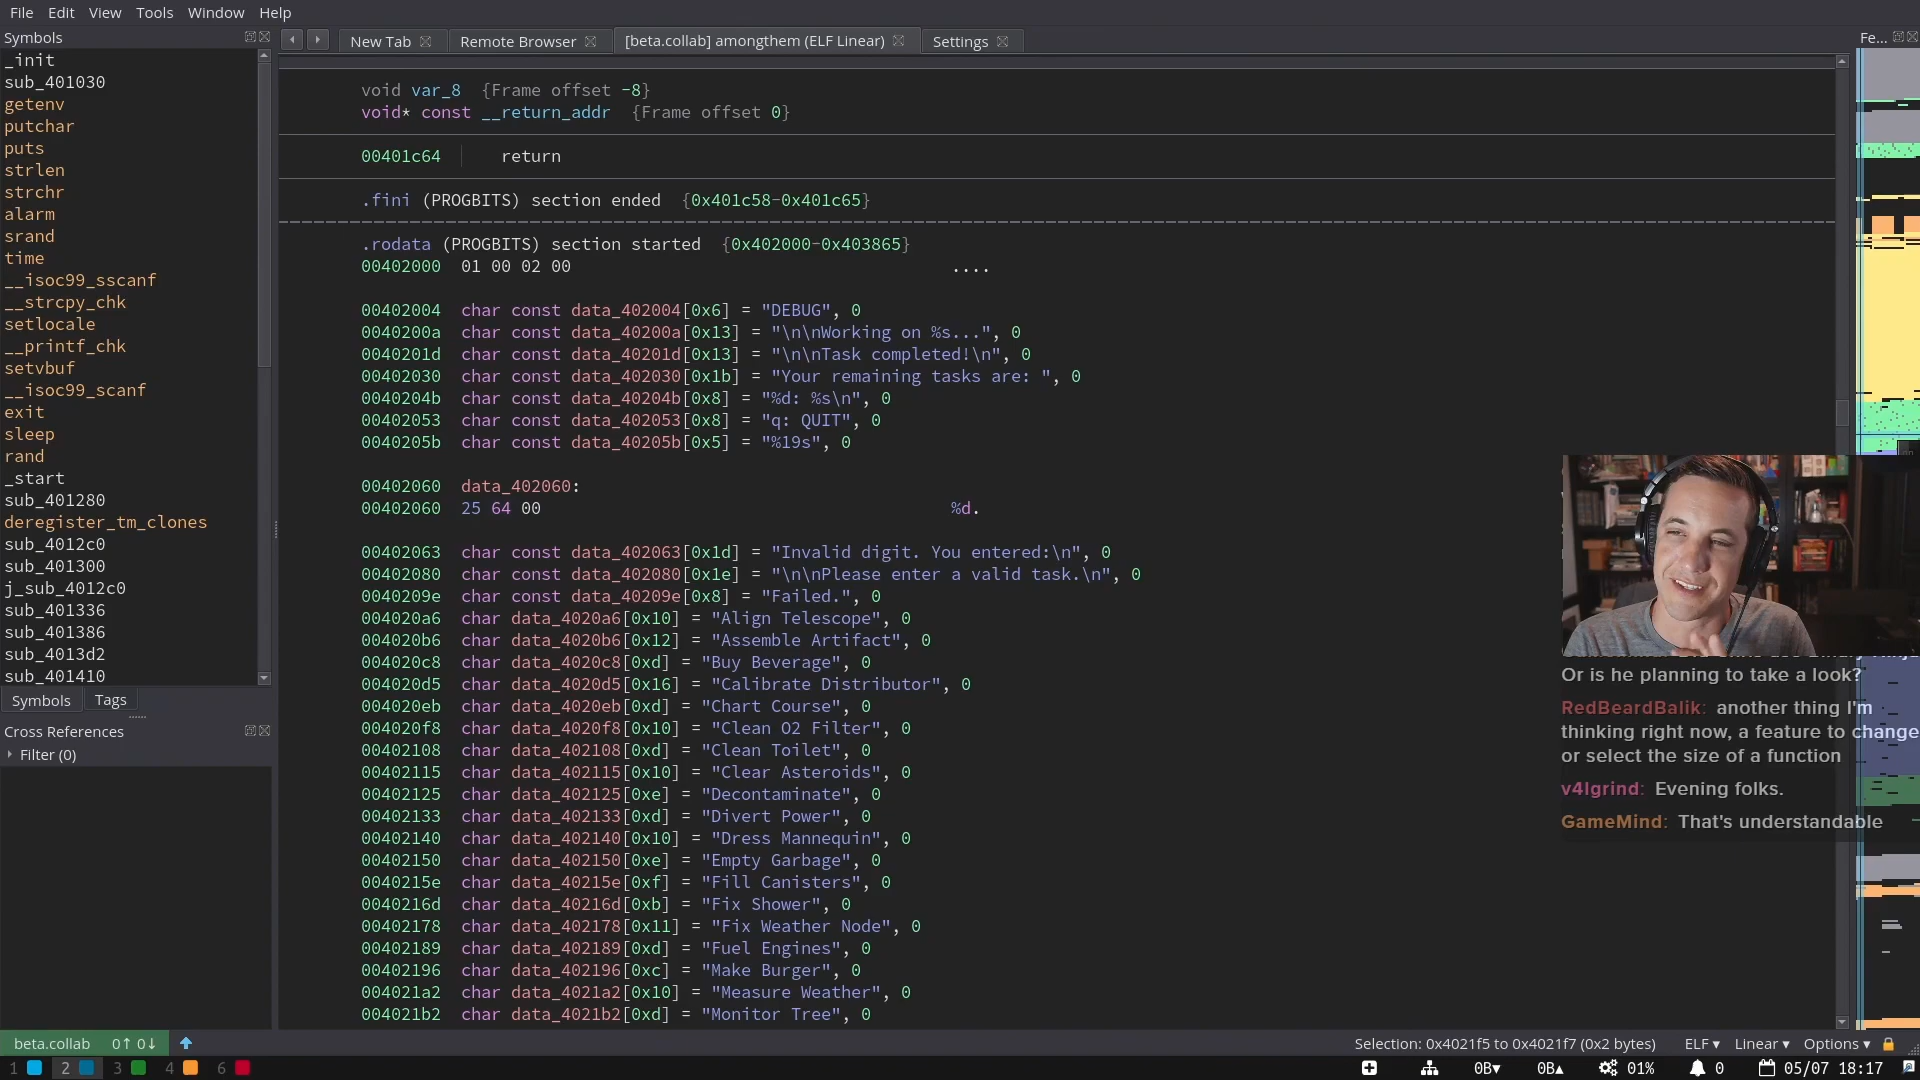 File Edit View Tools Window Help
Symbols
_init
sub_401030
getenv
putchar
puts
strlen
strchr
alarm
srand
time
__isoc99_sscanf
__strcpy_chk
setlocale
__printf_chk
setvbuf
__isoc99_scanf
exit
sleep
rand
_start
sub_401280
deregister_tm_clones
sub_4012c0
sub_401300
j_sub_4012c0
sub_401336
sub_401386
sub_4013d2
sub_401410
Symbols Tags
Cross References
Filter (0)
New Tab Remote Browser [beta.collab] amongthem (ELF Linear) Settings
Fe...
void var_8 {Frame offset -8}
void* const __return_addr {Frame offset 0}
00401c64 return
.fini (PROGBITS) section ended {0x401c58-0x401c65}
.rodata (PROGBITS) section started {0x402000-0x403865}
00402000 01 00 02 00 ....
00402004 char const data_402004[0x6] = "DEBUG", 0
0040200a char const data_40200a[0x13] = "\n\nWorking on %s...", 0
0040201d char const data_40201d[0x13] = "\n\nTask completed!\n", 0
00402030 char const data_402030[0x1b] = "Your remaining tasks are: ", 0
0040204b char const data_40204b[0x8] = "%d: %s\n", 0
00402053 char const data_402053[0x8] = "q: QUIT", 0
0040205b char const data_40205b[0x5] = "%19s", 0
00402060 data_402060:
00402060 25 64 00 %d.
00402063 char const data_402063[0x1d] = "Invalid digit. You entered:\n", 0
00402080 char const data_402080[0x1e] = "\n\nPlease enter a valid task.\n", 0
0040209e char const data_40209e[0x8] = "Failed.", 0
004020a6 char data_4020a6[0x10] = "Align Telescope", 0
004020b6 char data_4020b6[0x12] = "Assemble Artifact", 0
004020c8 char data_4020c8[0xd] = "Buy Beverage", 0
004020d5 char data_4020d5[0x16] = "Calibrate Distributor", 0
004020eb char data_4020eb[0xd] = "Chart Course", 0
004020f8 char data_4020f8[0x10] = "Clean O2 Filter", 0
00402108 char data_402108[0xd] = "Clean Toilet", 0
00402115 char data_402115[0x10] = "Clear Asteroids", 0
00402125 char data_402125[0xe] = "Decontaminate", 0
00402133 char data_402133[0xd] = "Divert Power", 0
00402140 char data_402140[0x10] = "Dress Mannequin", 0
00402150 char data_402150[0xe] = "Empty Garbage", 0
0040215e char data_40215e[0xf] = "Fill Canisters", 0
0040216d char data_40216d[0xb] = "Fix Shower", 0
00402178 char data_402178[0x11] = "Fix Weather Node", 0
00402189 char data_402189[0xd] = "Fuel Engines", 0
00402196 char data_402196[0xc] = "Make Burger", 0
004021a2 char data_4021a2[0x10] = "Measure Weather", 0
004021b2 char data_4021b2[0xd] = "Monitor Tree", 0
Or is he planning to take a look?
RedBeardBalik: another thing I'm
thinking right now, a feature to change
or select the size of a function
v4lgrind: Evening folks.
GameMind: That's understandable
beta.collab 0↑ 0↓
Selection: 0x4021f5 to 0x4021f7 (0x2 bytes) ELF▾ Linear▾ Options▾
1 2 3 4 6
0B▾ 0B▴ 01% 0 05/07 18:17